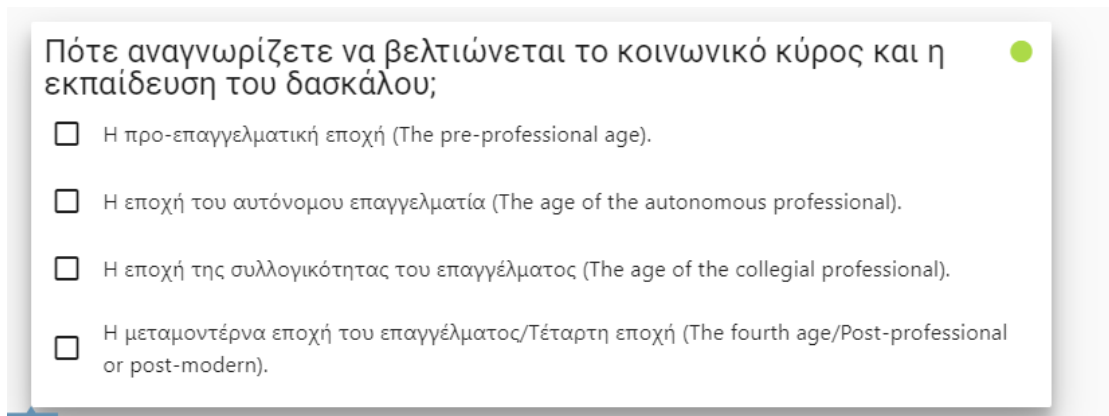 Πότε αναγνωρίζετε να βελτιώνεται το κοινωνικό κύρος και η
εκπαίδευση του δασκάλου;
Η προ-επαγγελματική εποχή (The pre-professional age).
Η εποχή του αυτόνομου επαγγελματία (The age of the autonomous professional).
Η εποχή της συλλογικότητας του επαγγέλματος (The age of the collegial professional).
Η μεταμοντέρνα εποχή του επαγγέλματος/Τέταρτη εποχή (The fourth age/Post-professional
or post-modern).